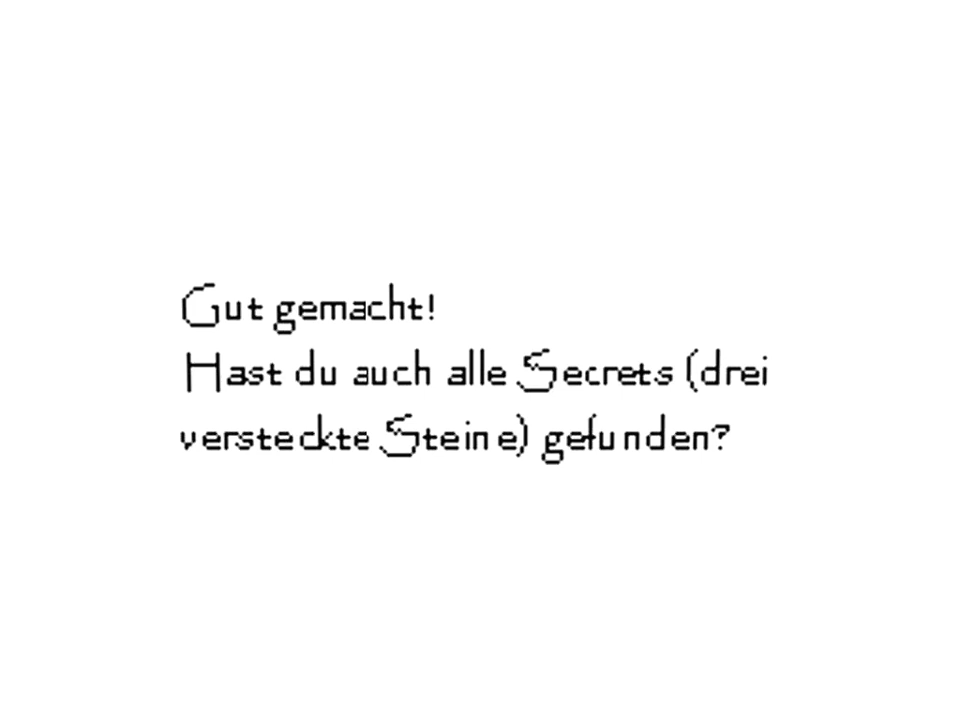 Gut gemacht!
Hast du auch alle Secrets (drei
versteckte Steine) gefunden?